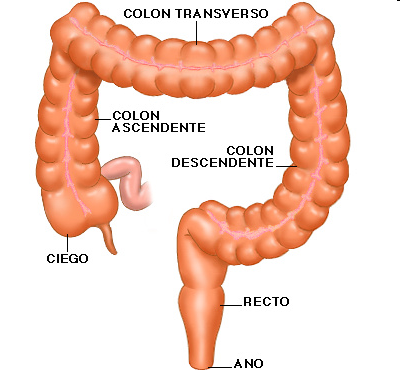 COLON TRANSVERSO
COLON
ASCENDENTE
COLON
DESCENDENTE
CIEGO
RECTO
ANO